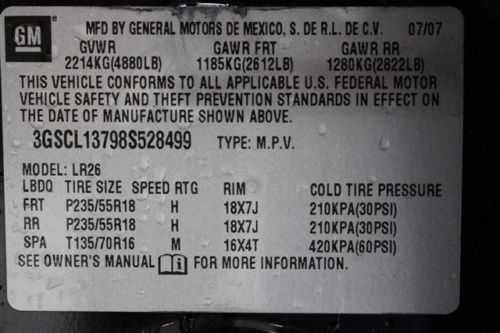 GM
MFD BY GENERAL MOTORS DE MEXICO, S. DE R.L. DE C.V. 07/07
GVWR GAWR FRT GAWR RR
2214KG(4880LB) 1185KG(2612LB) 1280KG(2822LB)
THIS VEHICLE CONFORMS TO ALL APPLICABLE U.S. FEDERAL MOTOR
VEHICLE SAFETY AND THEFT PREVENTION STANDARDS IN EFFECT ON
THE DATE OF MANUFACTURE SHOWN ABOVE.
3GSCL13798S528499 TYPE: M.P.V.
MODEL: LR26
LBDQ TIRE SIZE SPEED RTG RIM COLD TIRE PRESSURE
FRT P235/55R18 H 18X7J 210KPA(30PSI)
RR P235/55R18 H 18X7J 210KPA(30PSI)
SPA T135/70R16 M 16X4T 420KPA(60PSI)
SEE OWNER'S MANUAL i FOR MORE INFORMATION.